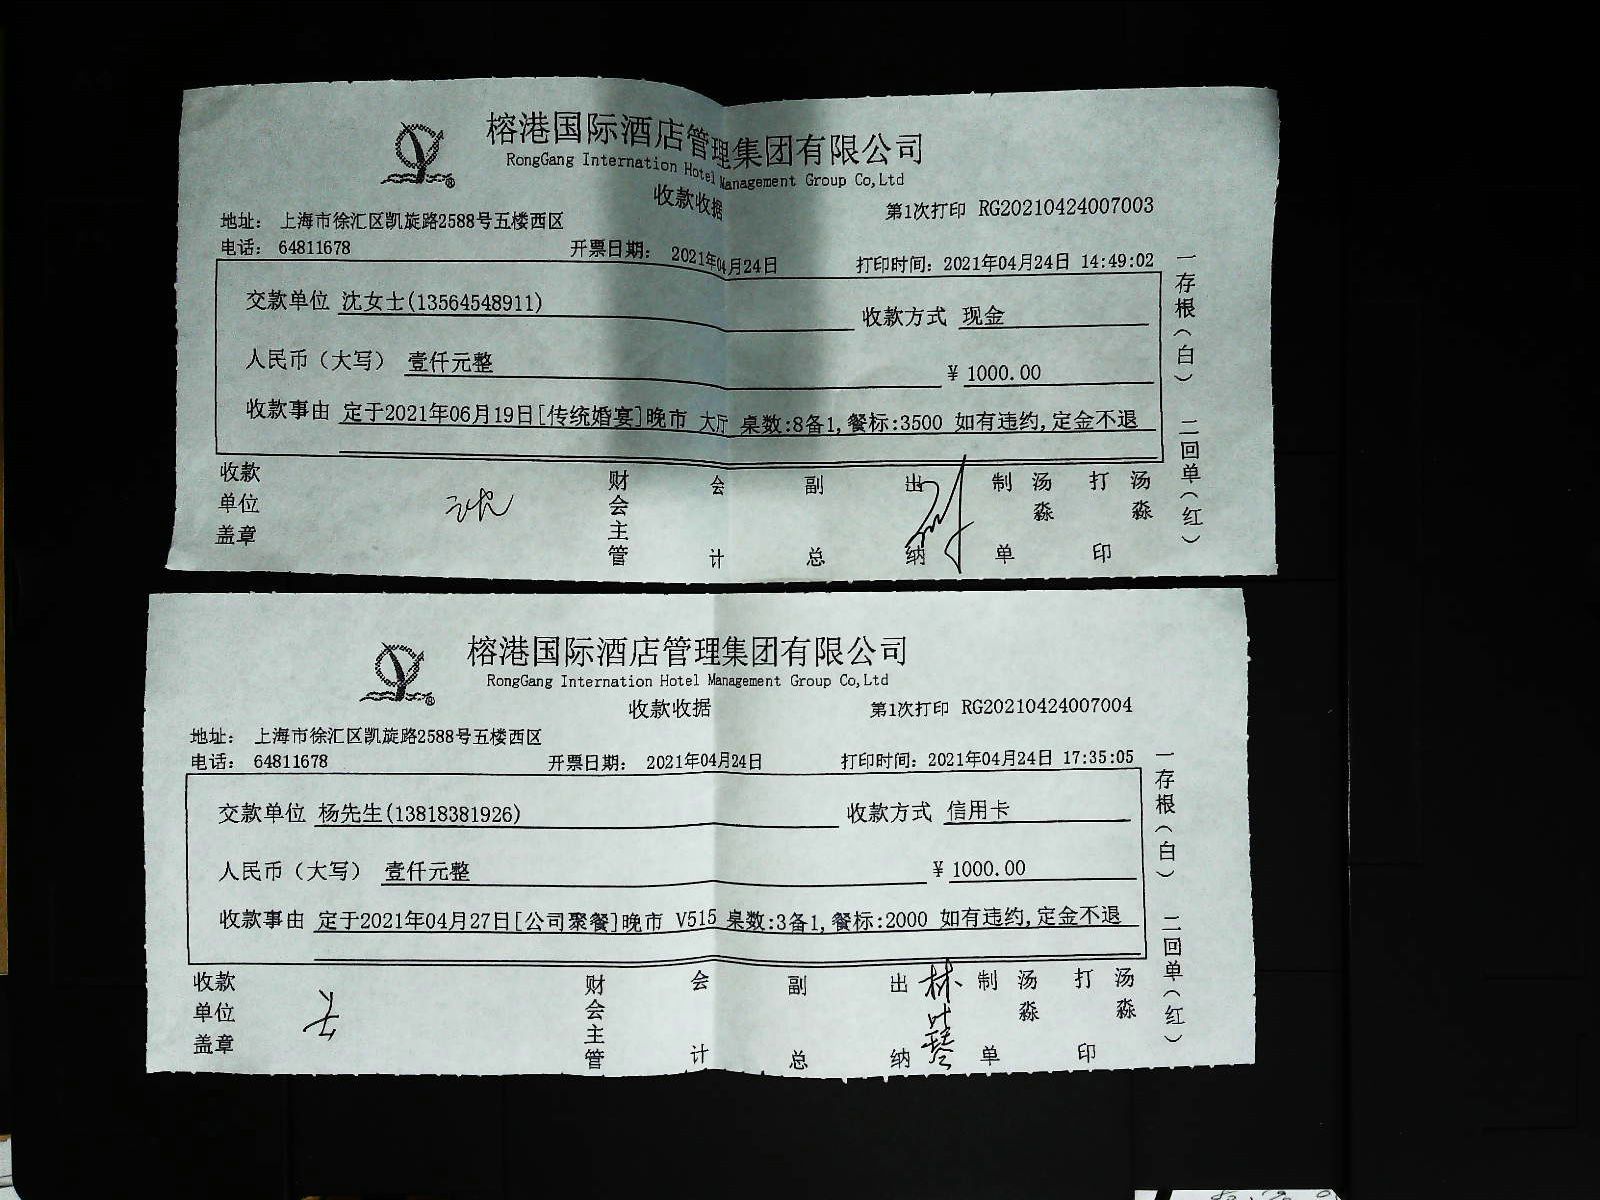 榕港国际酒店管理集团有限公司
RongGang Internation Hotel Management Group Co,Ltd
收款收据
第1次打印 RG20210424007003
地址： 上海市徐汇区凯旋路2588号五楼西区
电话： 64811678 开票日期： 2021年04月24日 打印时间：2021年04月24日 14:49:02
交款单位 沈女士(13564548911) 收款方式 现金
人民币（大写） 壹仟元整 ¥ 1000.00
收款事由 定于2021年06月19日[传统婚宴]晚市 大厅 桌数:8备1,餐标:3500 如有违约,定金不退
收款单位盖章 沈 财会主管 会计 副总 出纳 制单 汤淼 打印 汤淼
一存根（白） 二回单（红）
榕港国际酒店管理集团有限公司
RongGang Internation Hotel Management Group Co,Ltd
收款收据
第1次打印 RG20210424007004
地址： 上海市徐汇区凯旋路2588号五楼西区
电话： 64811678 开票日期： 2021年04月24日 打印时间：2021年04月24日 17:35:05
交款单位 杨先生(13818381926) 收款方式 信用卡
人民币（大写） 壹仟元整 ¥ 1000.00
收款事由 定于2021年04月27日[公司聚餐]晚市 V515 桌数:3备1,餐标:2000 如有违约,定金不退
收款单位盖章 财会主管 会计 副总 出纳 林叶琴 制单 汤淼 打印 汤淼
一存根（白） 二回单（红）